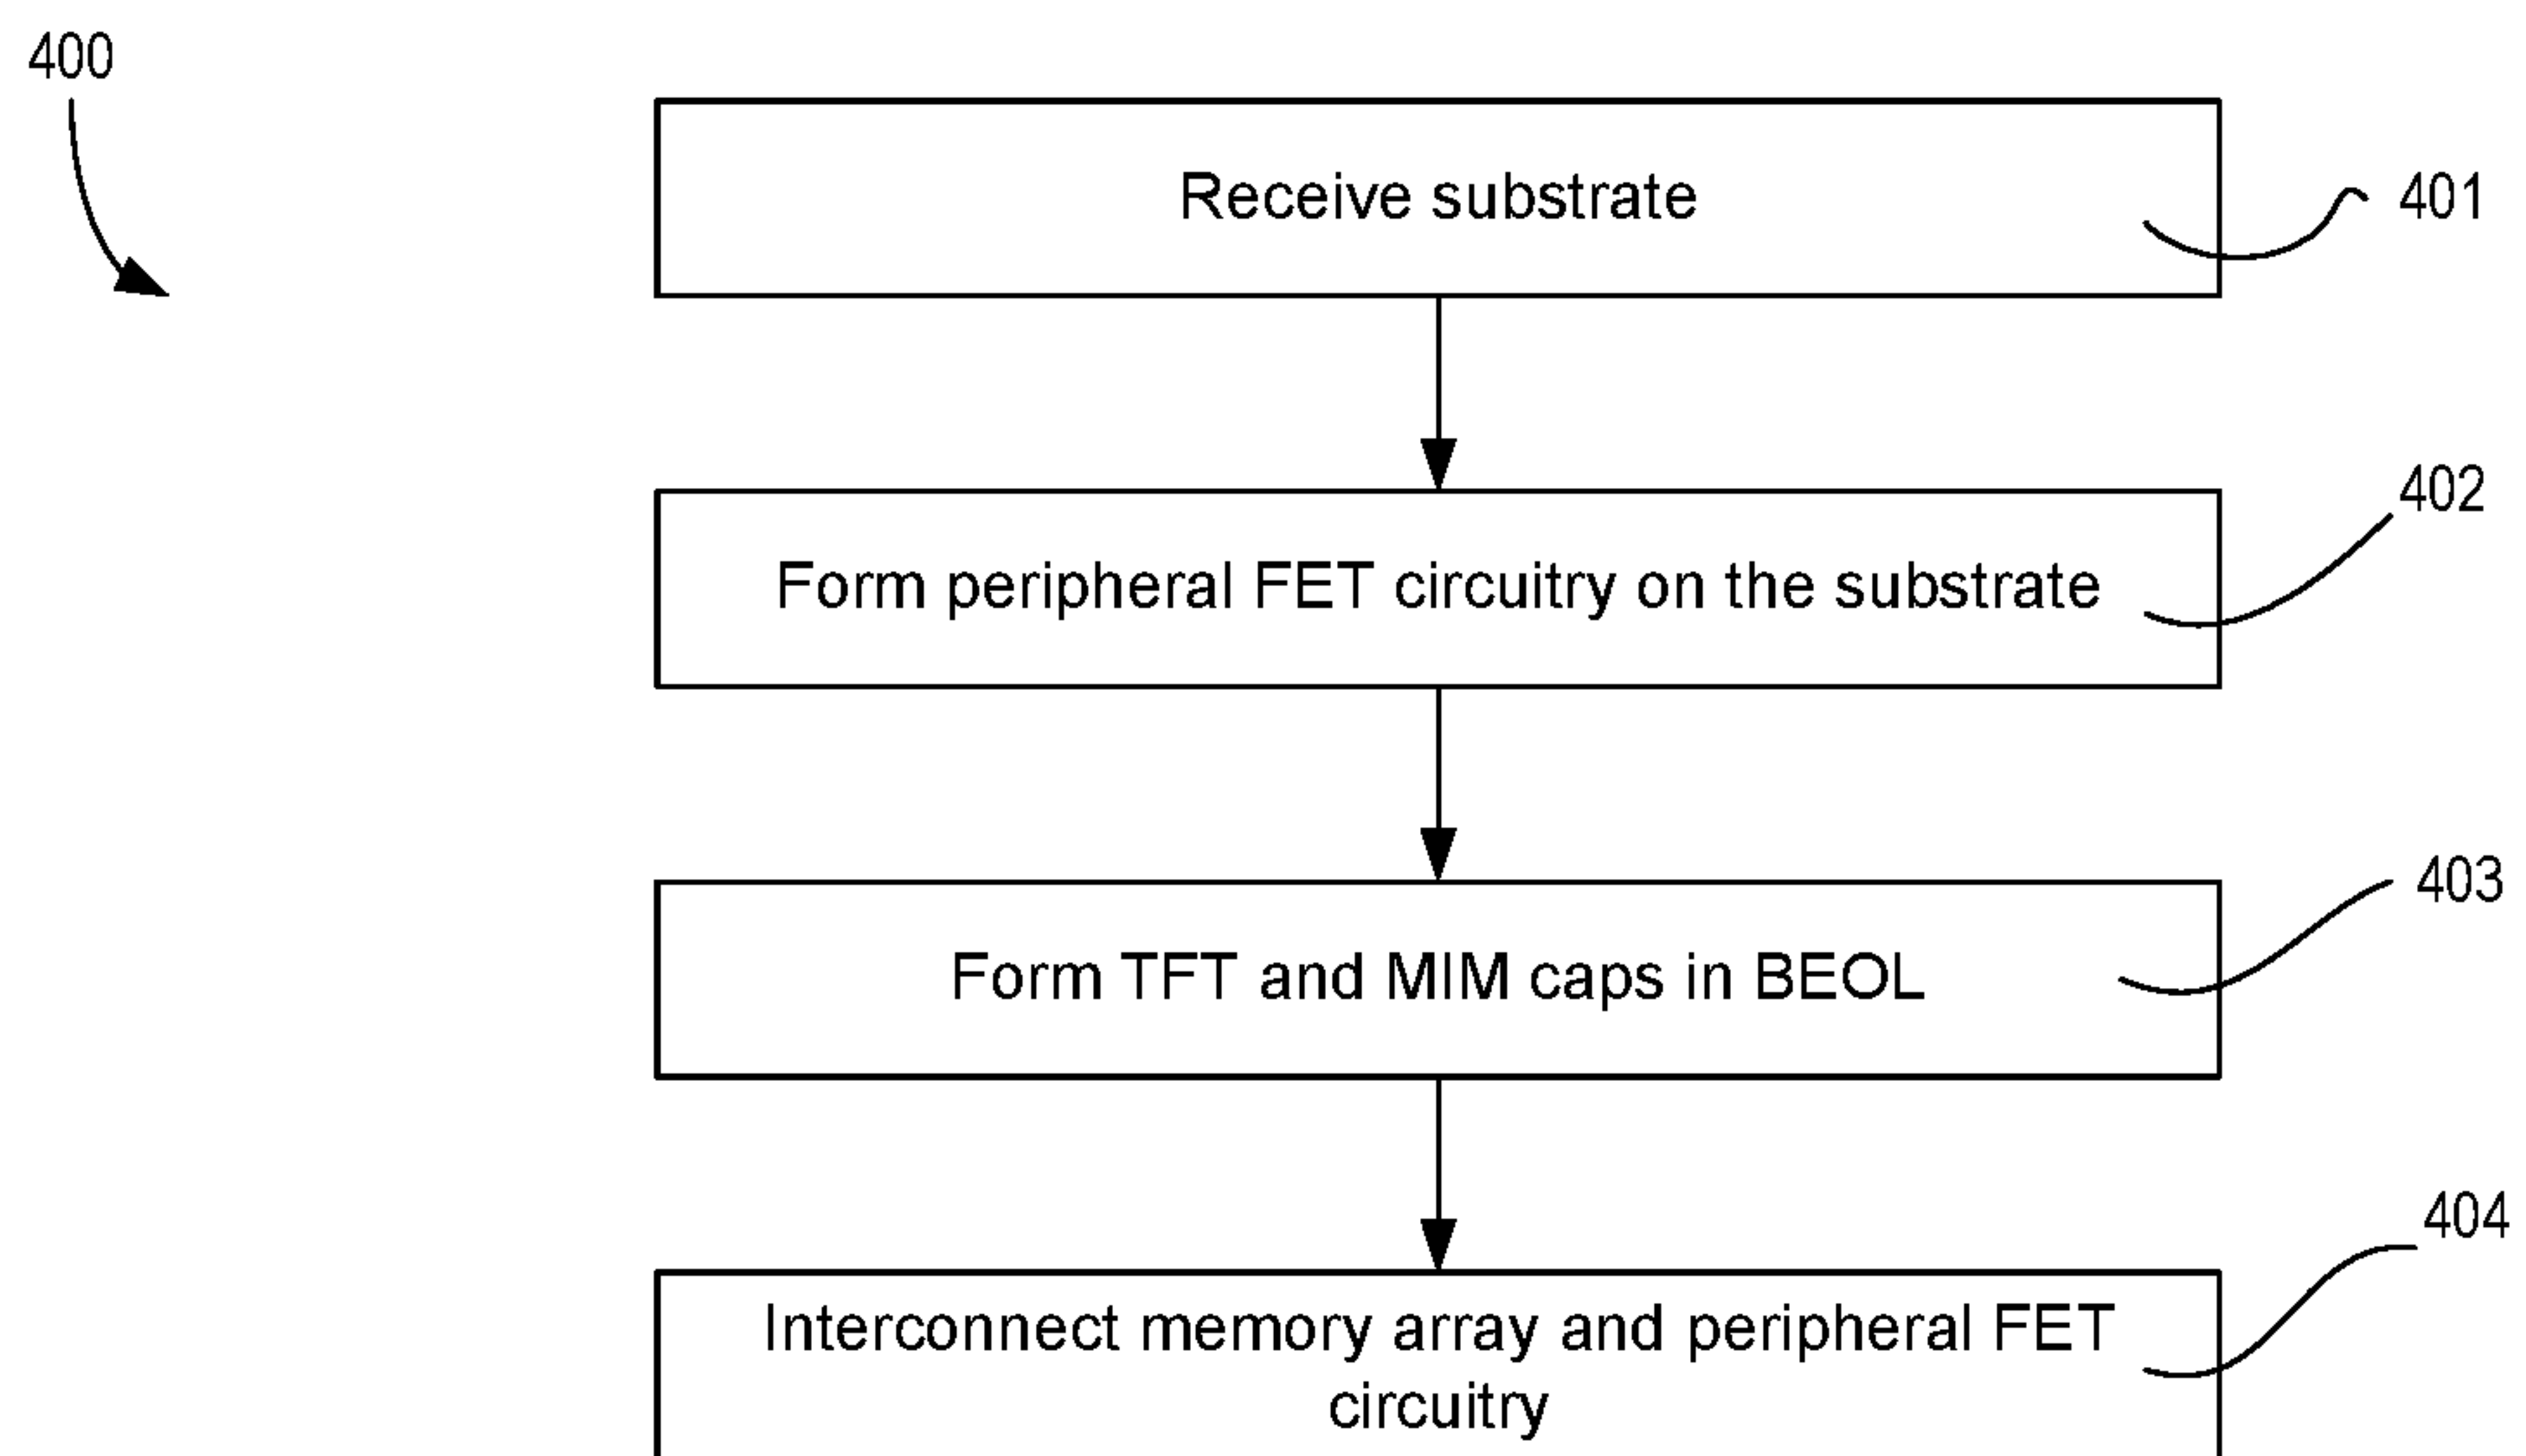 400
Receive substrate
401
402
Form peripheral FET circuitry on the substrate
403
Form TFT and MIM caps in BEOL
404
Interconnect memory array and peripheral FET
circuitry